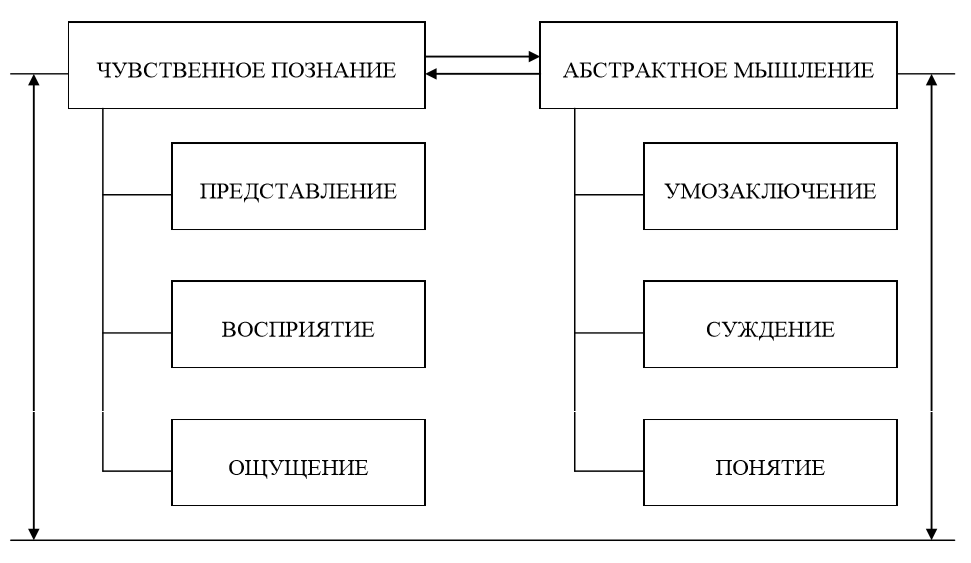 ЧУВСТВЕННОЕ ПОЗНАНИЕ
АБСТРАКТНОЕ МЫШЛЕНИЕ
ПРЕДСТАВЛЕНИЕ
УМОЗАКЛЮЧЕНИЕ
ВОСПРИЯТИЕ
СУЖДЕНИЕ
ОЩУЩЕНИЕ
ПОНЯТИЕ